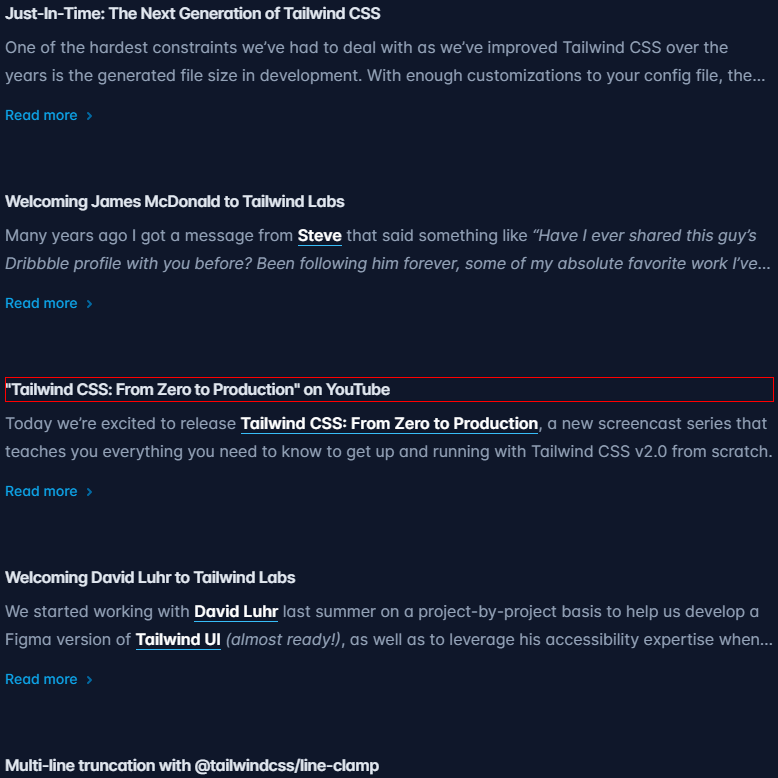 Just-In-Time: The Next Generation of Tailwind CSS
One of the hardest constraints we’ve had to deal with as we’ve improved Tailwind CSS over the
years is the generated file size in development. With enough customizations to your config file, the...
Read more
Welcoming James McDonald to Tailwind Labs
Many years ago I got a message from Steve that said something like “Have I ever shared this guy’s
Dribbble profile with you before? Been following him forever, some of my absolute favorite work I’ve...
Read more
"Tailwind CSS: From Zero to Production" on YouTube
Today we’re excited to release Tailwind CSS: From Zero to Production, a new screencast series that
teaches you everything you need to know to get up and running with Tailwind CSS v2.0 from scratch.
Read more
Welcoming David Luhr to Tailwind Labs
We started working with David Luhr last summer on a project-by-project basis to help us develop a
Figma version of Tailwind UI (almost ready!), as well as to leverage his accessibility expertise when...
Read more
Multi-line truncation with @tailwindcss/line-clamp